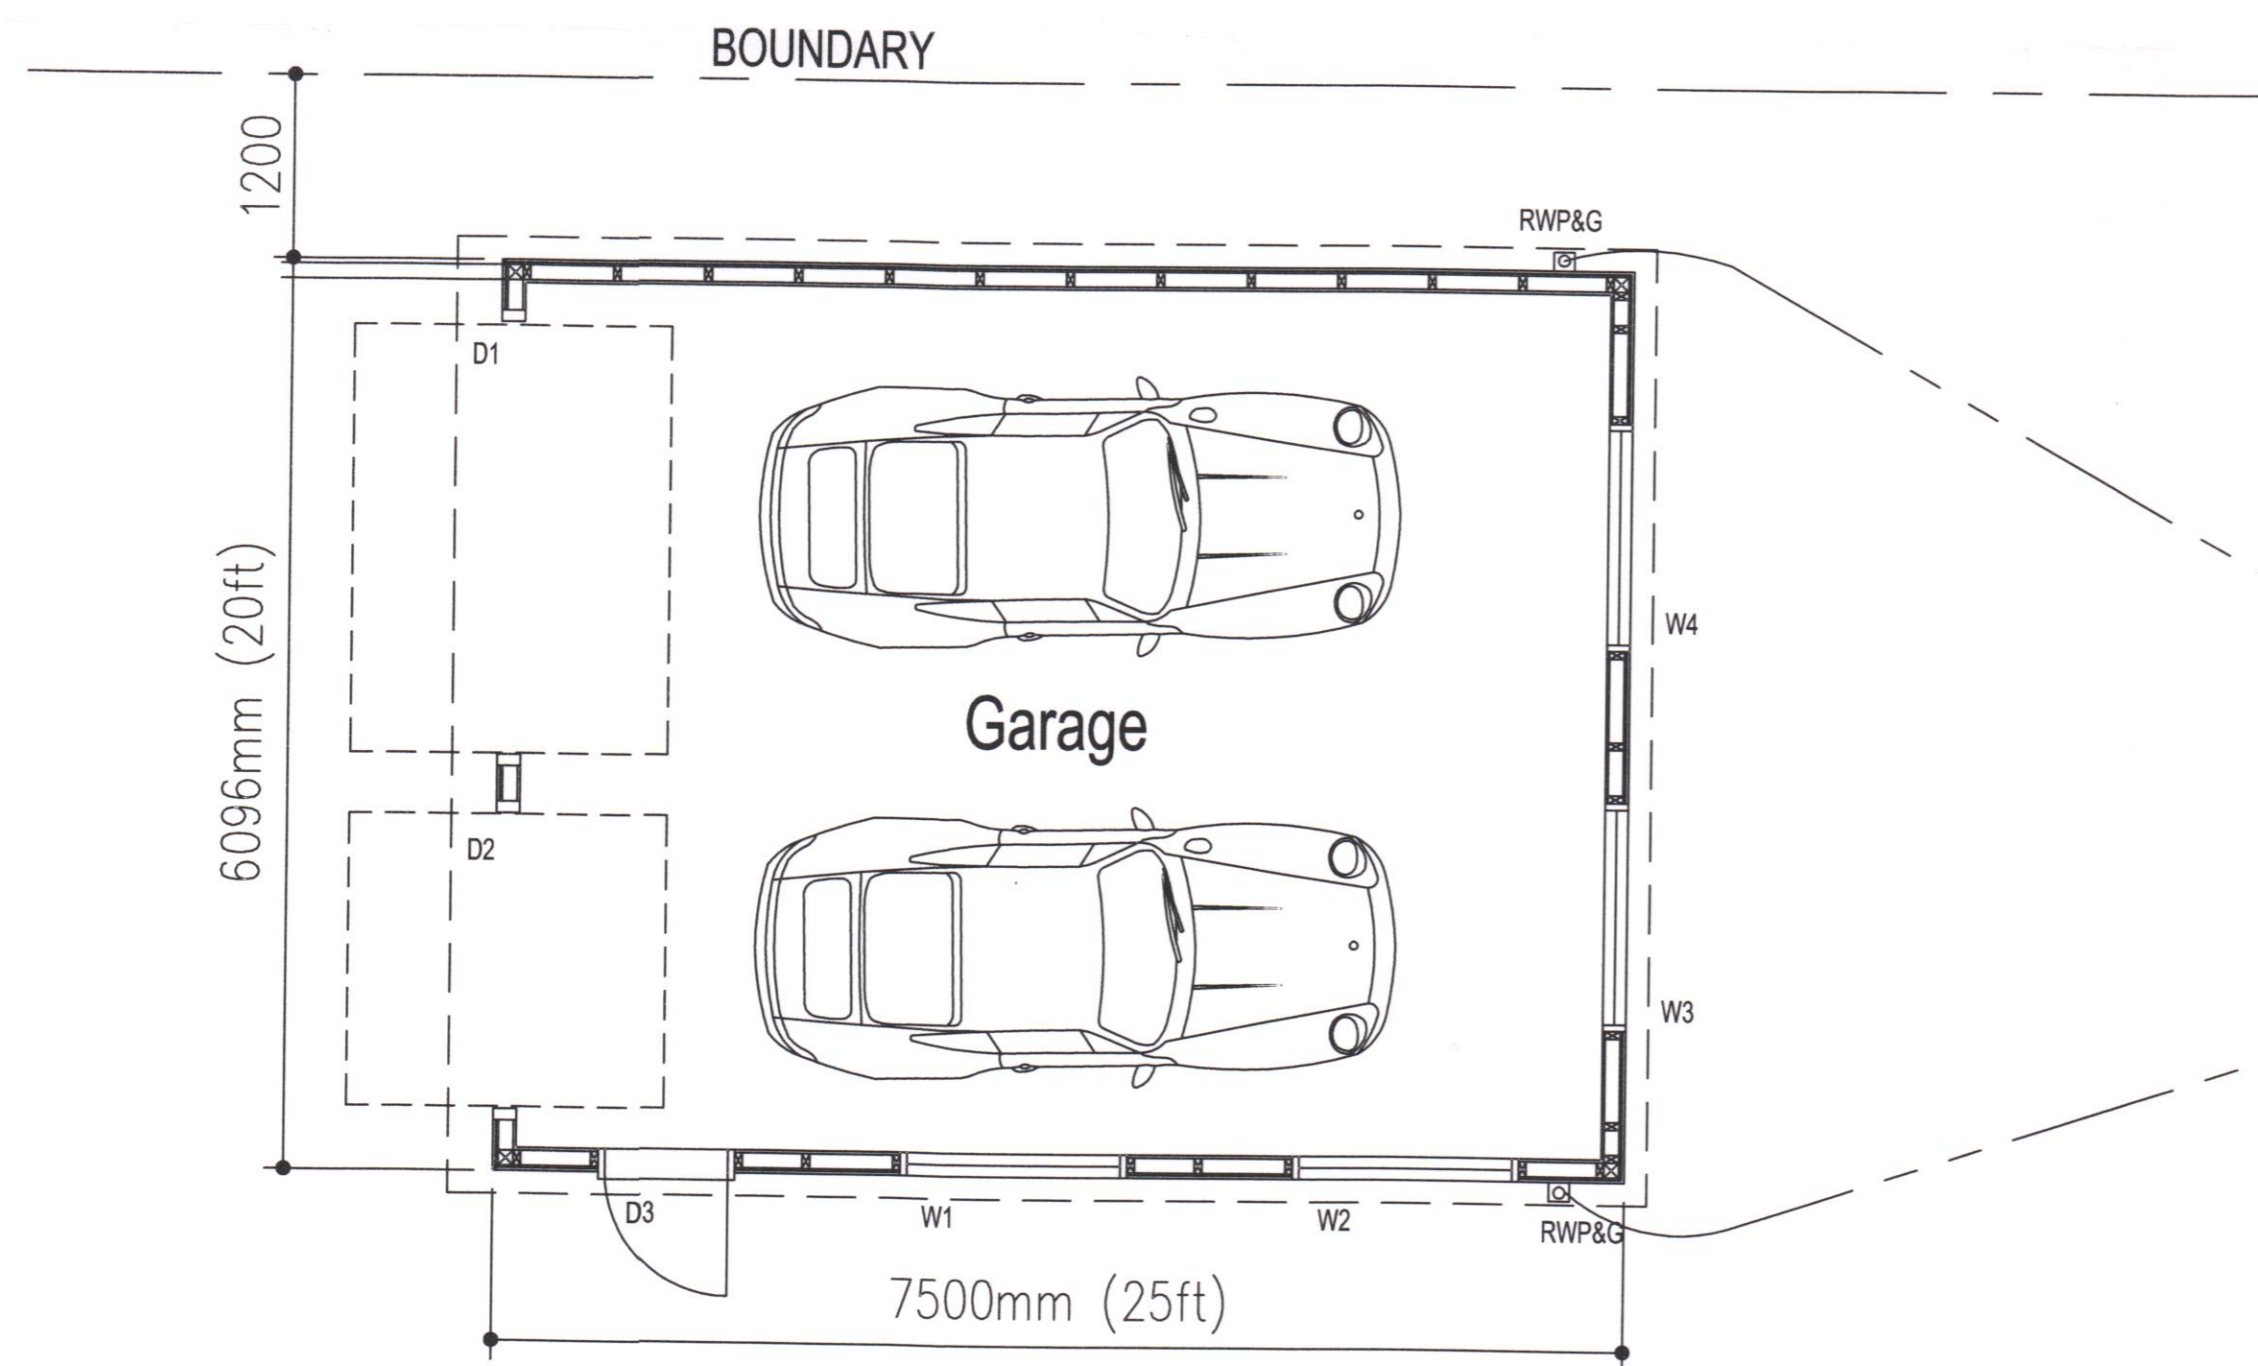 BOUNDARY
1200
RWP&G
D1
6096mm (20ft)
W4
Garage
D2
W3
D3
W1
W2
RWP&G
7500mm (25ft)